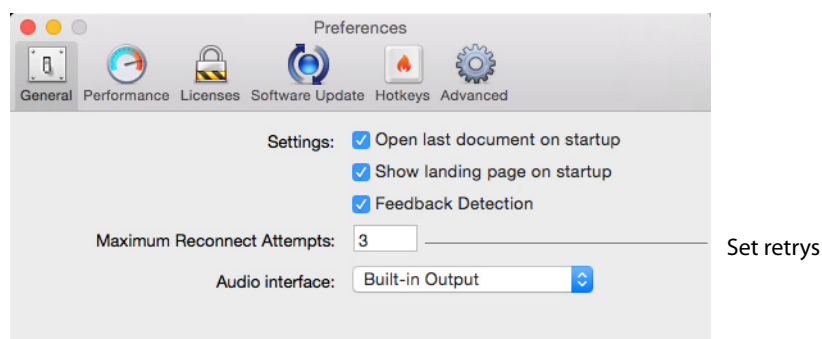 Preferences
General Performance Licenses Software Update Hotkeys Advanced
Settings: Open last document on startup
Show landing page on startup
Feedback Detection
Maximum Reconnect Attempts: 3 Set retrys
Audio interface: Built-in Output